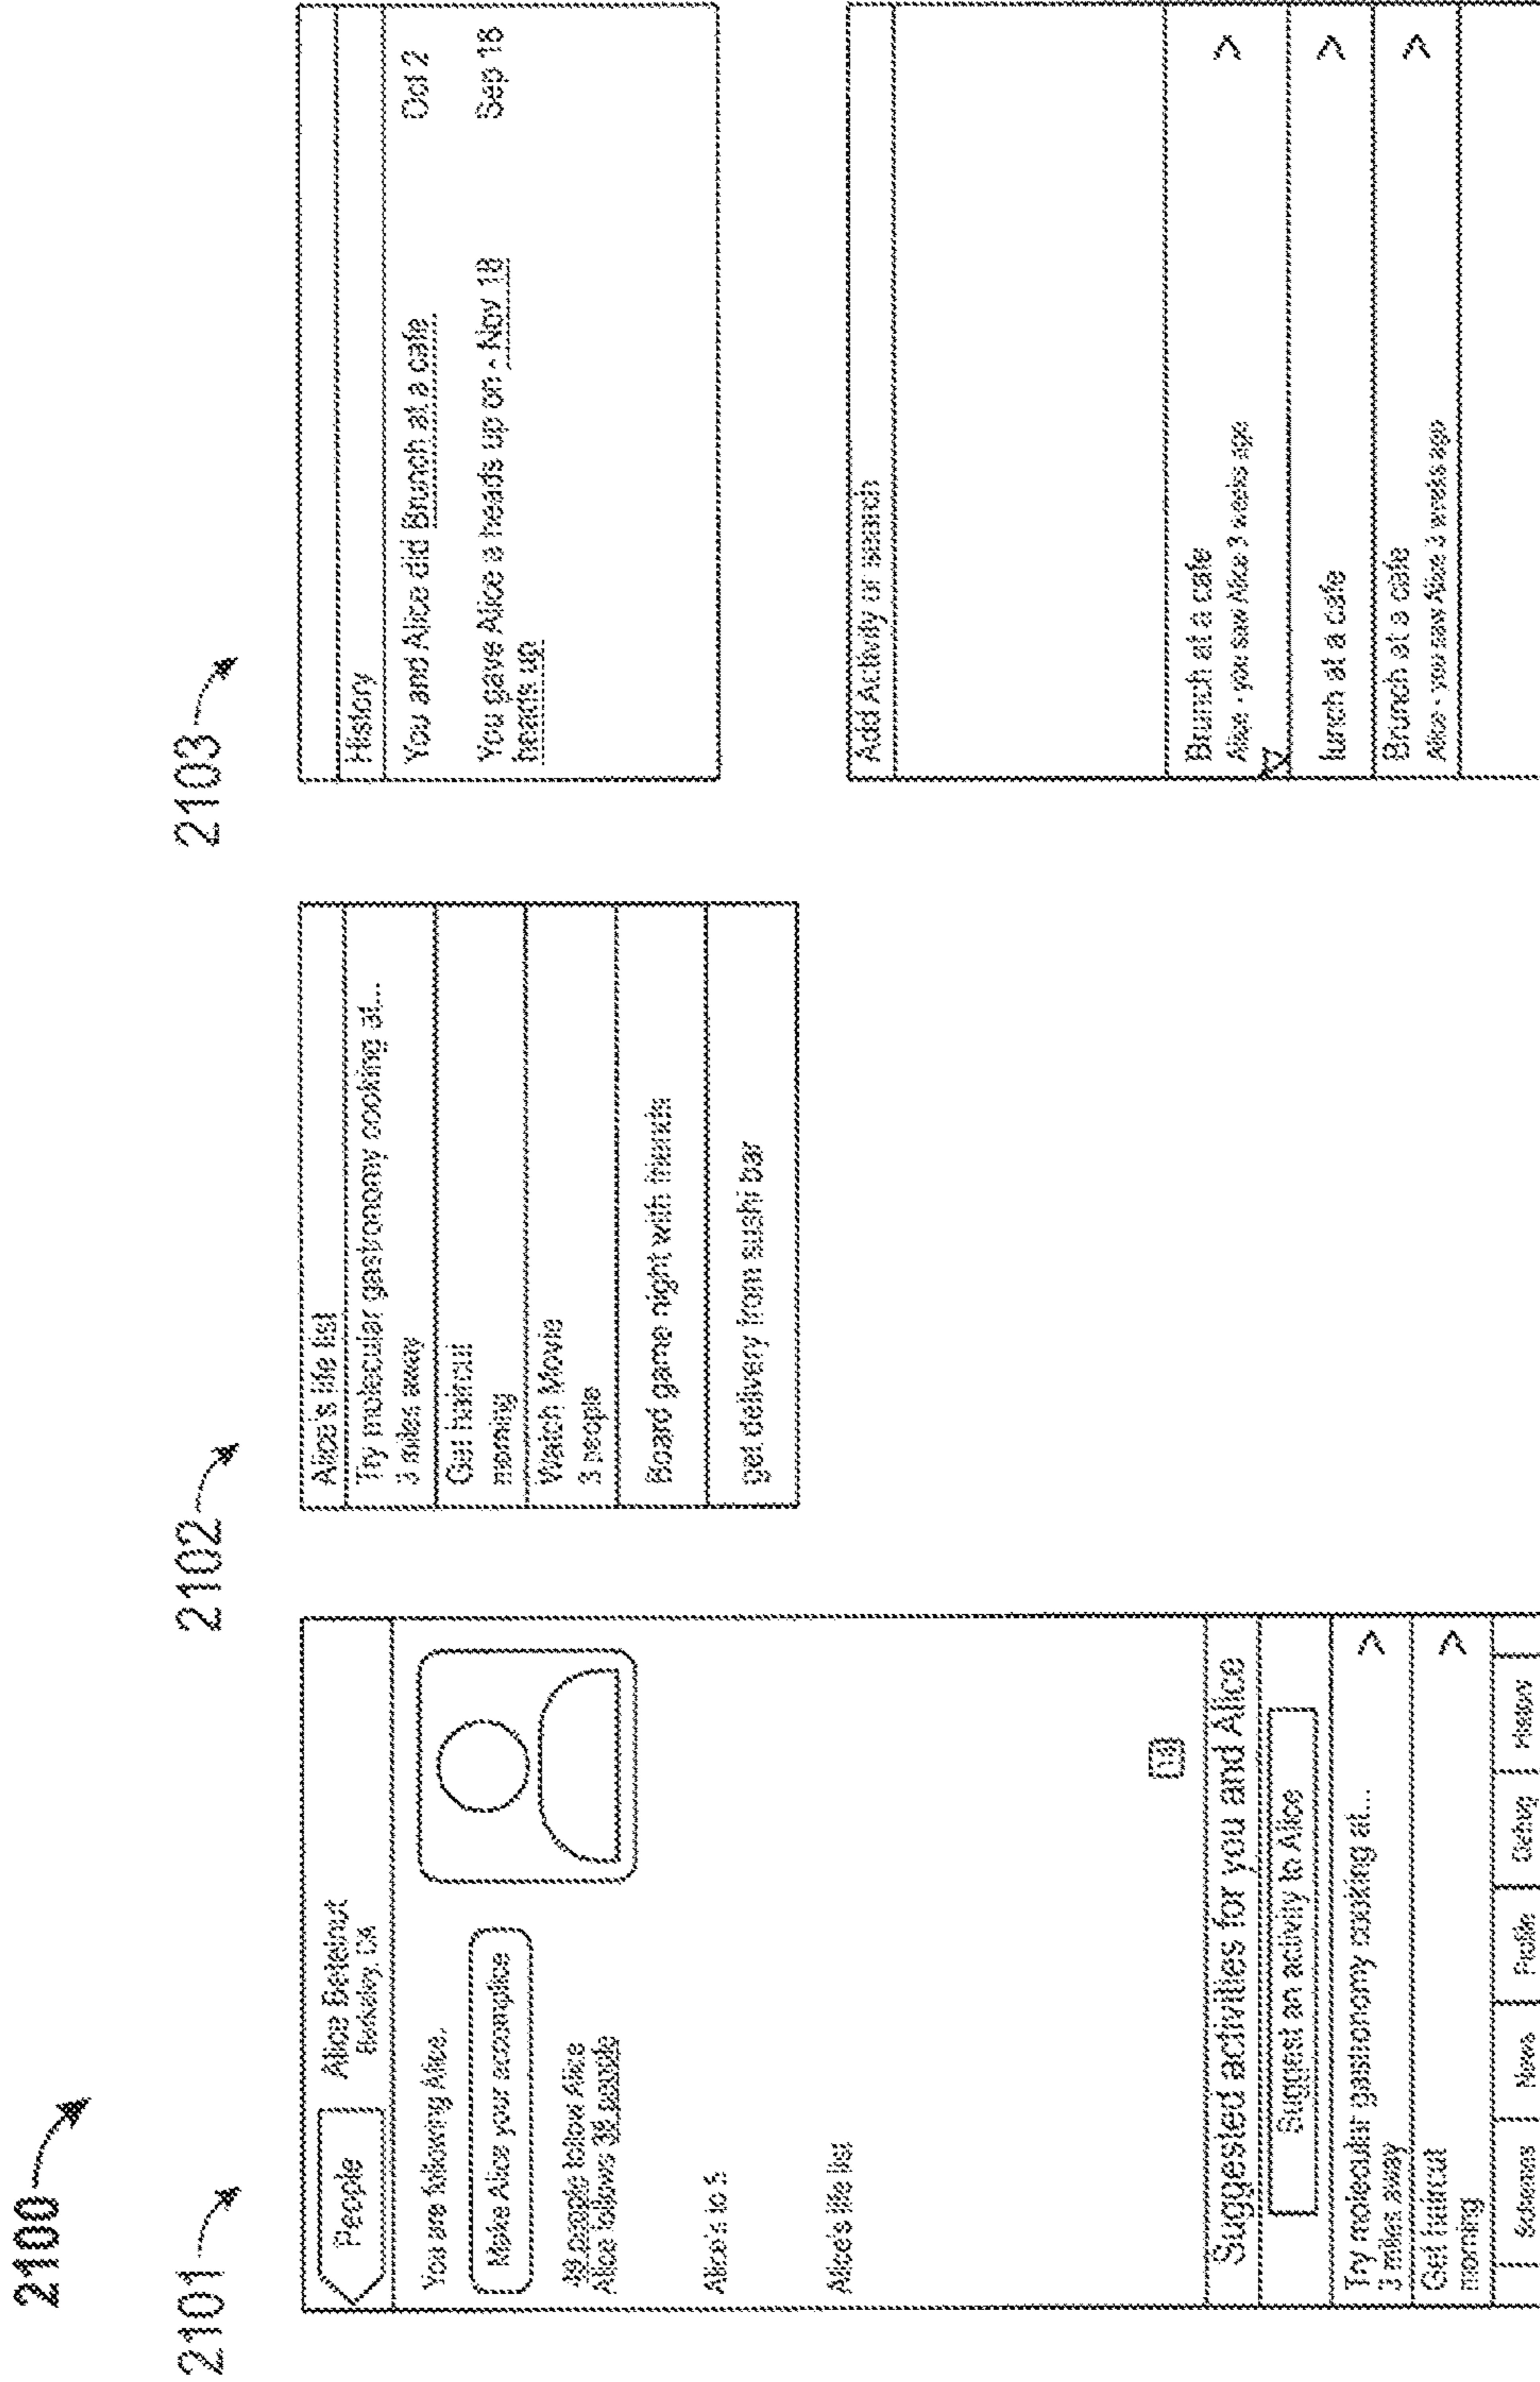 2100
2101
People
Alice Betelnut
Berkeley, CA
You are following Alice.
Make Alice your accomplice
49 people follow Alice
Alice follows 38 people
Alice's to 5
Alice's life list
Suggested activities for you and Alice
Suggest an activity to Alice
Try molecular gastronomy cooking at...
3 miles away
>
Get haircut
morning
>
Schemes
News
Profile
Debug
History
2102
Alice's life list
Try molecular gastronomy cooking at...
3 miles away
Get haircut
morning
Watch Movie
3 people
Board game night with friends
get delivery from sushi bar
2103
History
You and Alice did Brunch at a cafe
Oct 2
You gave Alice a heads up on - Nov 18
heads up
Sep 16
Add Activity or search
Brunch at a cafe
Alice - you saw Alice 3 weeks ago
>
lunch at a cafe
>
Brunch at a cafe
Alice - you saw Alice 3 weeks ago
>